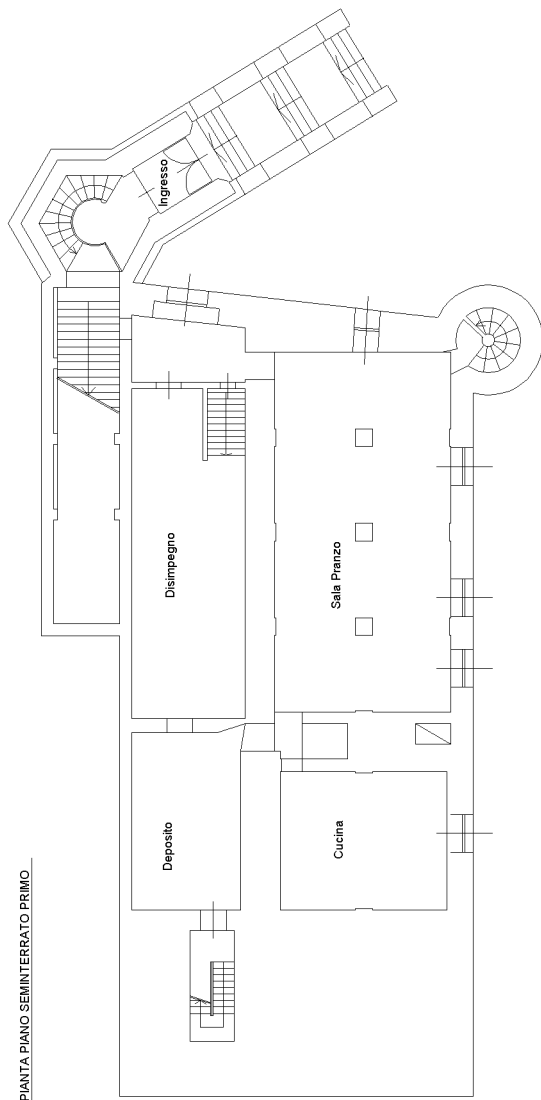 PIANTA PIANO SEMINTERRATO PRIMO
Ingresso
Disimpegno
Sala Pranzo
Deposito
Cucina